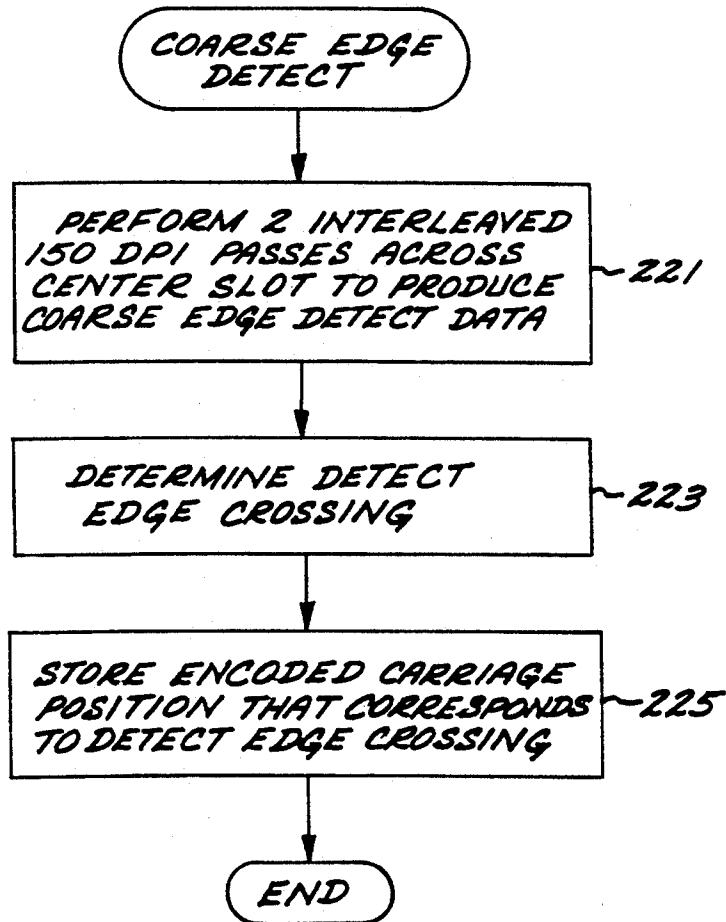 COARSE EDGE
DETECT
PERFORM 2 INTERLEAVED
150 DPI PASSES ACROSS
CENTER SLOT TO PRODUCE
COARSE EDGE DETECT DATA
221
DETERMINE DETECT
EDGE CROSSING
223
STORE ENCODED CARRIAGE
POSITION THAT CORRESPONDS
TO DETECT EDGE CROSSING
225
END